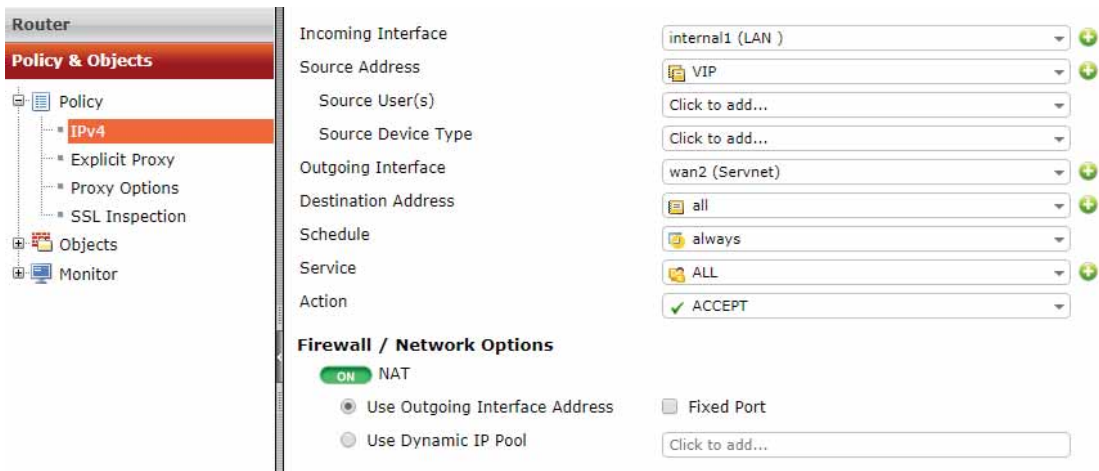 Router
Policy & Objects
Policy
IPv4
Explicit Proxy
Proxy Options
SSL Inspection
Objects
Monitor
Incoming Interface
internal1 (LAN )
Source Address
VIP
Source User(s)
Click to add...
Source Device Type
Click to add...
Outgoing Interface
wan2 (Servnet)
Destination Address
all
Schedule
always
Service
ALL
Action
ACCEPT
Firewall / Network Options
ON NAT
Use Outgoing Interface Address
Fixed Port
Use Dynamic IP Pool
Click to add...